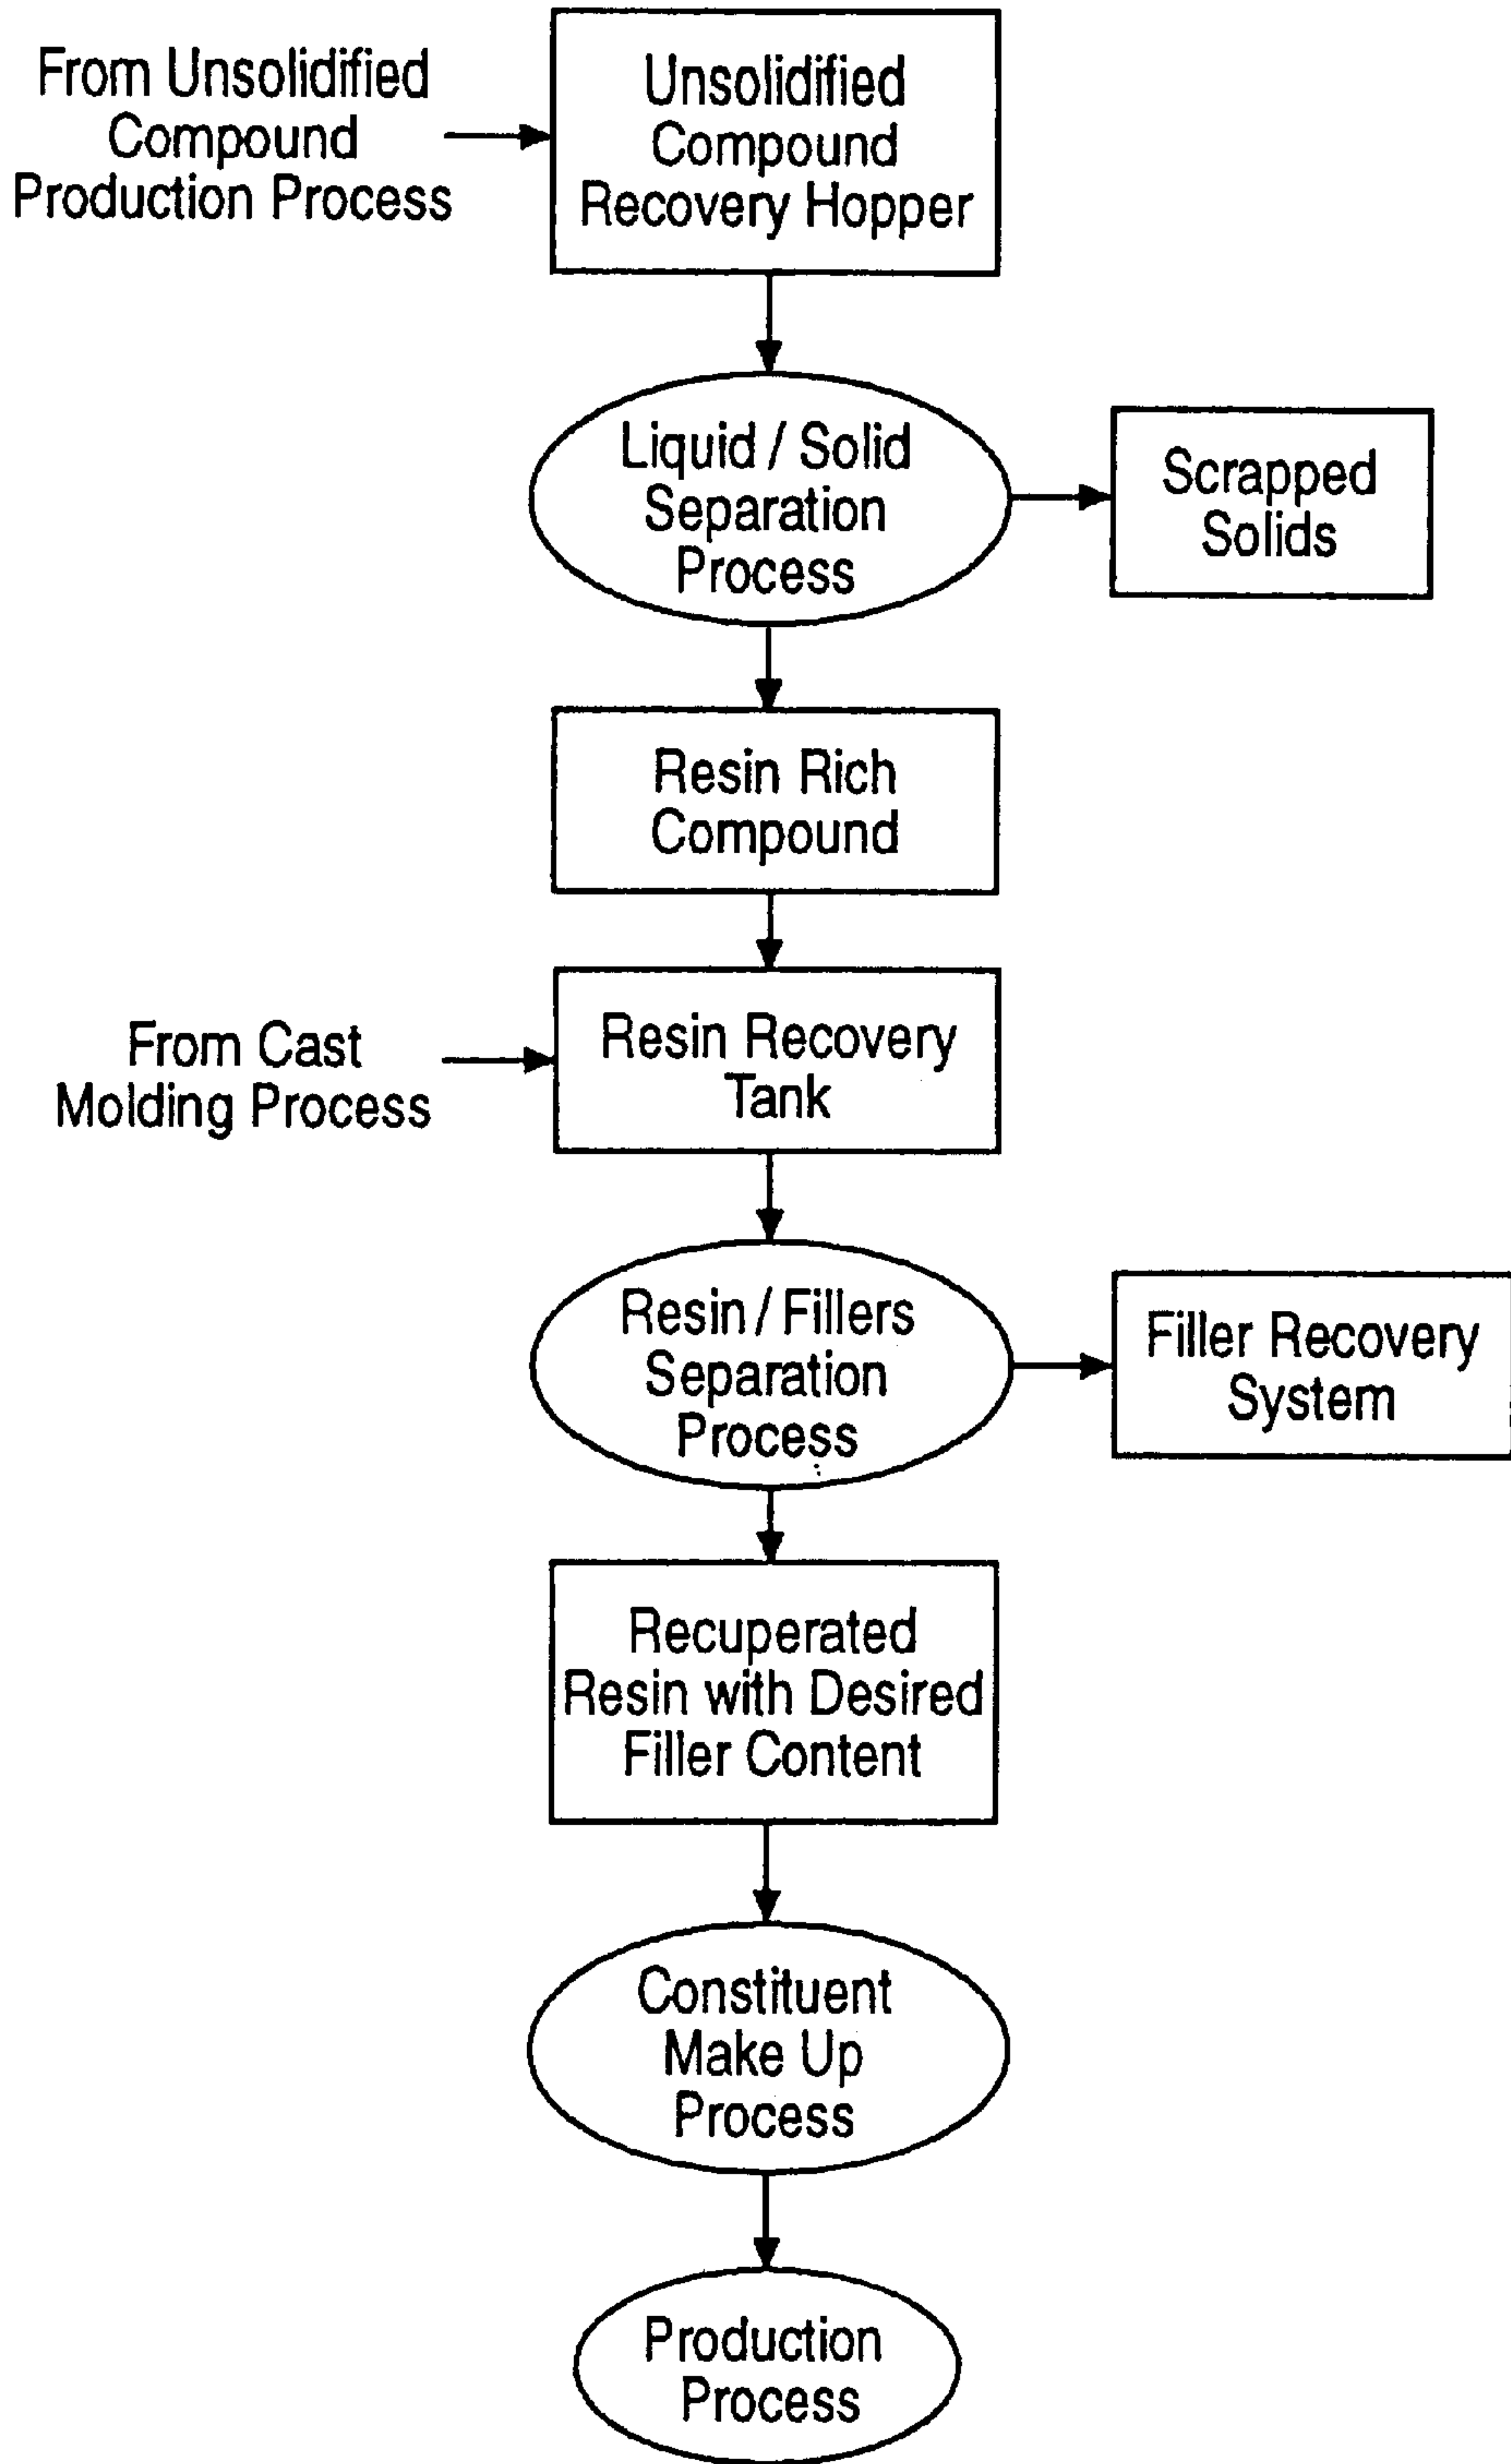 From Unsolidified
Compound
Production Process
Unsolidified
Compound
Recovery Hopper
Liquid / Solid
Separation
Process
Scrapped
Solids
Resin Rich
Compound
From Cast
Molding Process
Resin Recovery
Tank
Resin / Fillers
Separation
Process
Filler Recovery
System
Recuperated
Resin with Desired
Filler Content
Constituent
Make Up
Process
Production
Process